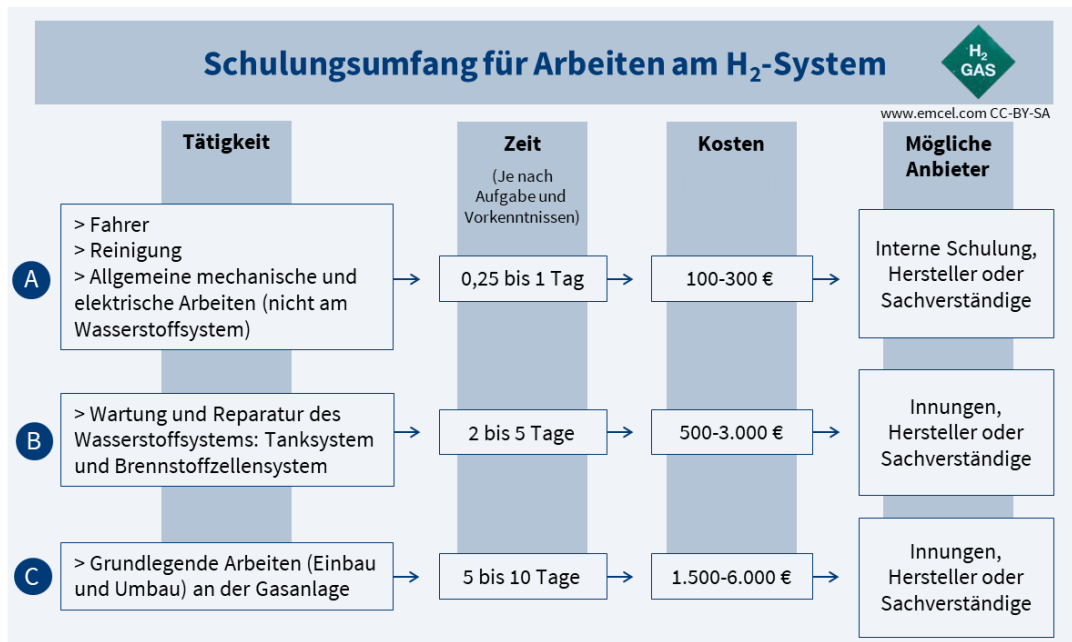 Schulungsumfang für Arbeiten am H₂-System
H₂
GAS
www.emcel.com CC-BY-SA
Tätigkeit
Zeit
(Je nach
Aufgabe und
Vorkenntnissen)
Kosten
Mögliche
Anbieter
A
> Fahrer
> Reinigung
> Allgemeine mechanische und
elektrische Arbeiten (nicht am
Wasserstoffsystem)
0,25 bis 1 Tag
100-300 €
Interne Schulung,
Hersteller oder
Sachverständige
B
> Wartung und Reparatur des
Wasserstoffsystems: Tanksystem
und Brennstoffzellensystem
2 bis 5 Tage
500-3.000 €
Innungen,
Hersteller oder
Sachverständige
C
> Grundlegende Arbeiten (Einbau
und Umbau) an der Gasanlage
5 bis 10 Tage
1.500-6.000 €
Innungen,
Hersteller oder
Sachverständige